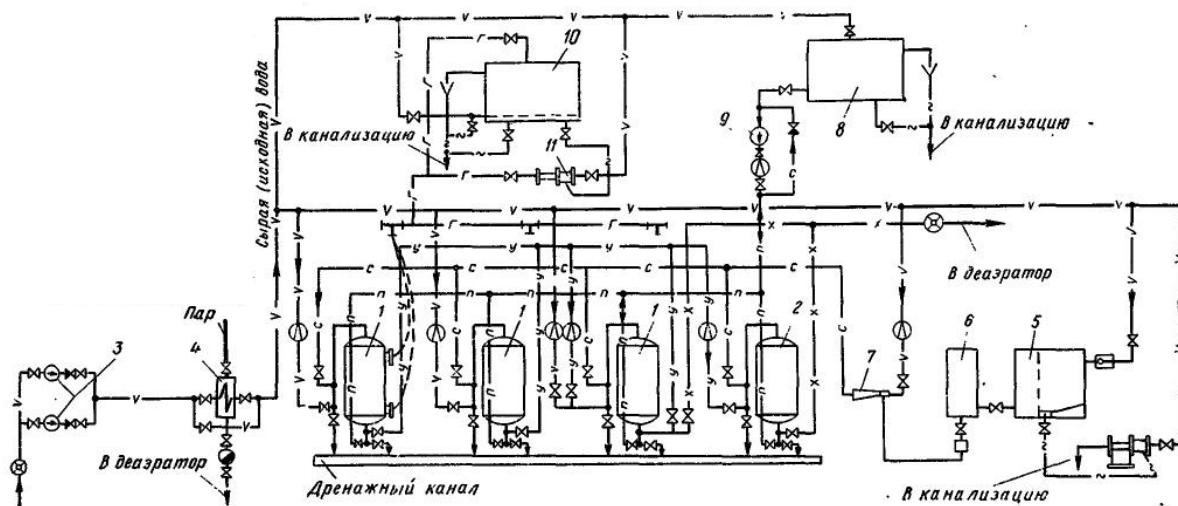 Сырая (исходная) вода
v v v v v
г
10
8
9
В канализацию
В канализацию
11
г
с
v v v v v v
г г
х х х
В деаэратор
у у у у
с с с с с
п п п п п
Пар
3
4
1
1
1
2
7
6
5
v
v
В деаэратор
Дренажный канал
В канализацию